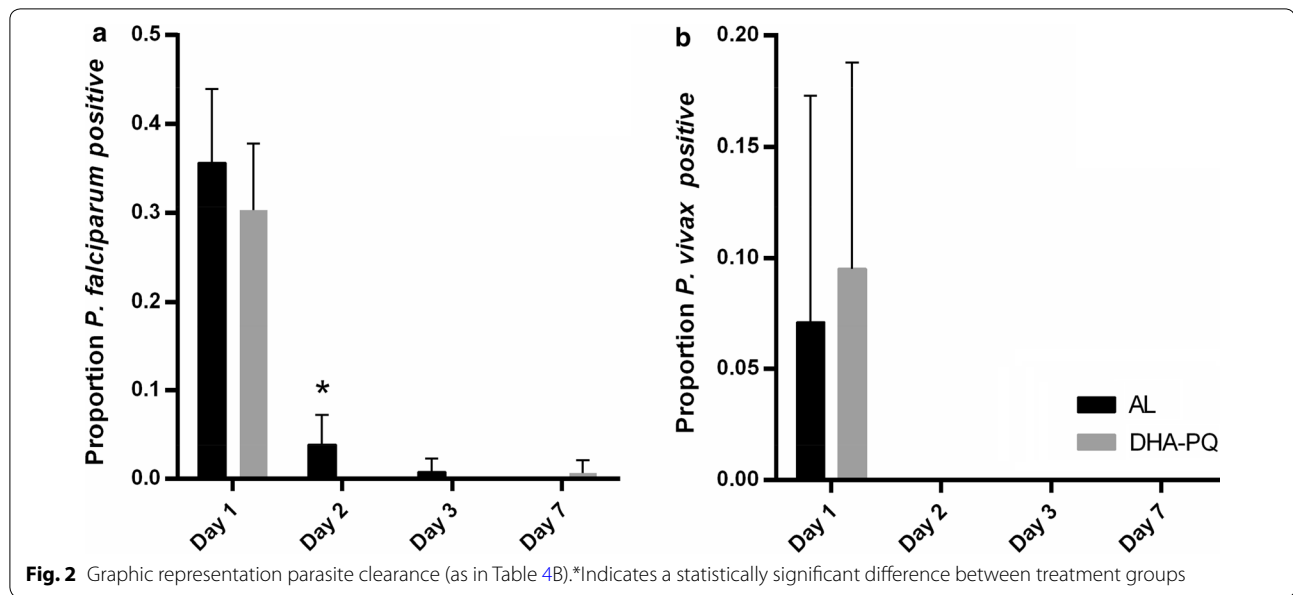 a
0.5
0.4
0.3
0.2
0.1
0.0
Proportion P. falciparum positive
*
Day 1
Day 2
Day 3
Day 7
b
0.20
0.15
0.10
0.05
0.00
Proportion P. vivax positive
AL
DHA-PQ
Day 1
Day 2
Day 3
Day 7
Fig. 2 Graphic representation parasite clearance (as in Table 4B).*Indicates a statistically significant difference between treatment groups